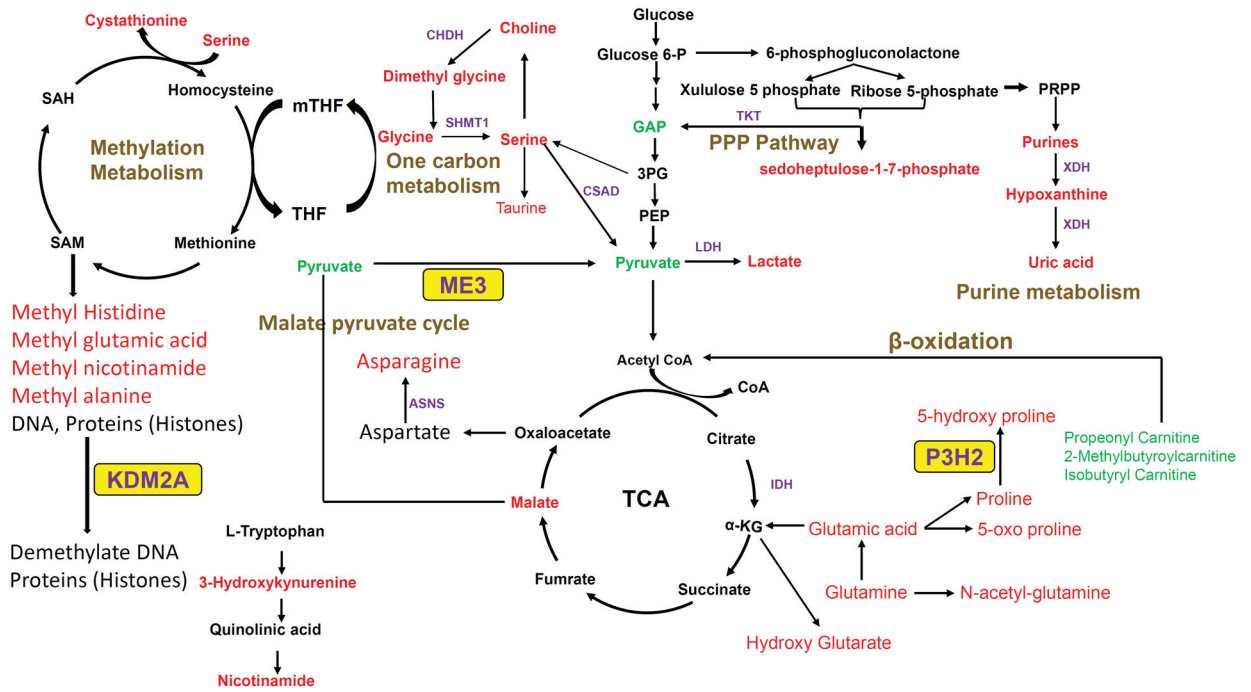 Cystathionine
Serine
SAH
Homocysteine
Methylation
Metabolism
SAM
Methionine
mTHF
THF
CHDH
Choline
Dimethyl glycine
Glycine
SHMT1
Serine
One carbon
metabolism
Taurine
CSAD
Glucose
Glucose 6-P
6-phosphogluconolactone
Xululose 5 phosphate
Ribose 5-phosphate
PRPP
GAP
TKT
PPP Pathway
sedoheptulose-1-7-phosphate
3PG
PEP
Purines
XDH
Hypoxanthine
XDH
Uric acid
Purine metabolism
Pyruvate
ME3
Pyruvate
LDH
Lactate
Malate pyruvate cycle
Methyl Histidine
Methyl glutamic acid
Methyl nicotinamide
Methyl alanine
DNA, Proteins (Histones)
KDM2A
Demethylate DNA
Proteins (Histones)
L-Tryptophan
3-Hydroxykynurenine
Quinolinic acid
Nicotinamide
Asparagine
ASNS
Aspartate
Oxaloacetate
Acetyl CoA
CoA
β-oxidation
Citrate
IDH
TCA
Malate
α-KG
Fumrate
Succinate
Hydroxy Glutarate
5-hydroxy proline
P3H2
Proline
Glutamic acid
5-oxo proline
Glutamine
N-acetyl-glutamine
Propeonyl Carnitine
2-Methylbutyroylcarnitine
Isobutyryl Carnitine